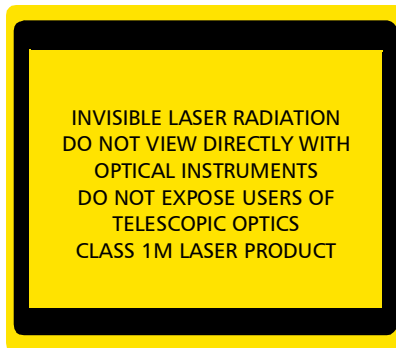 INVISIBLE LASER RADIATION
DO NOT VIEW DIRECTLY WITH
OPTICAL INSTRUMENTS
DO NOT EXPOSE USERS OF
TELESCOPIC OPTICS
CLASS 1M LASER PRODUCT